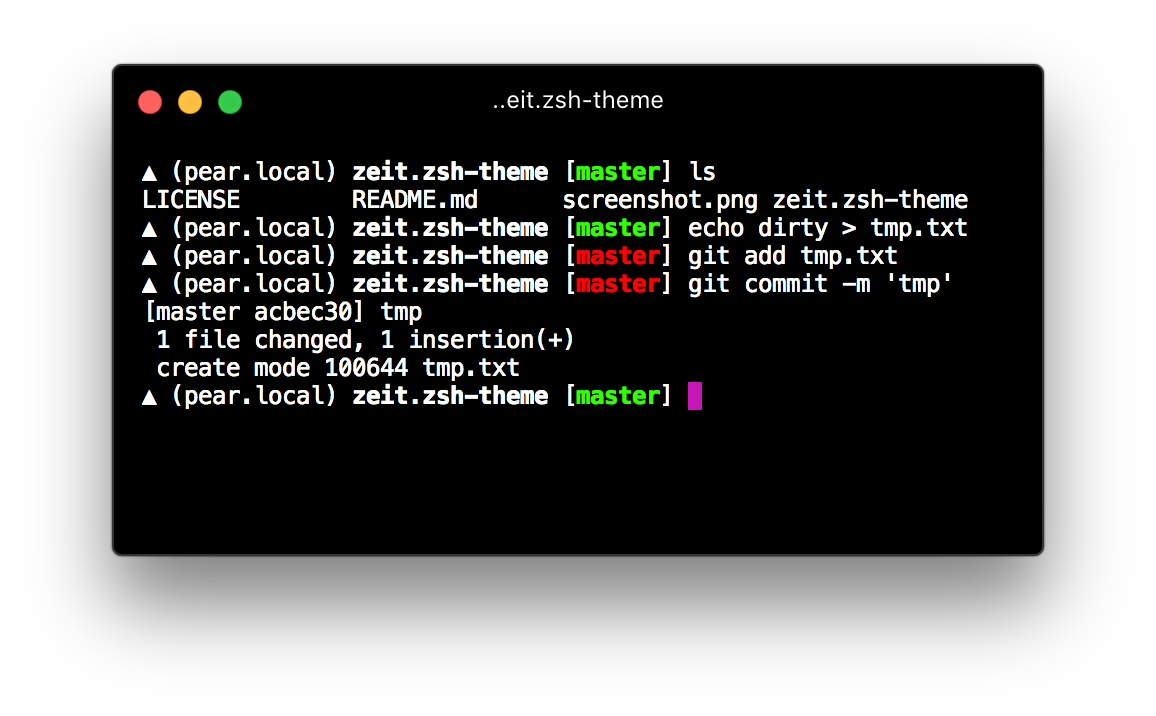 ..eit.zsh-theme
▲ (pear.local) zeit.zsh-theme [master] ls
LICENSE        README.md      screenshot.png zeit.zsh-theme
▲ (pear.local) zeit.zsh-theme [master] echo dirty > tmp.txt
▲ (pear.local) zeit.zsh-theme [master] git add tmp.txt
▲ (pear.local) zeit.zsh-theme [master] git commit -m 'tmp'
[master acbec30] tmp
 1 file changed, 1 insertion(+)
 create mode 100644 tmp.txt
▲ (pear.local) zeit.zsh-theme [master]